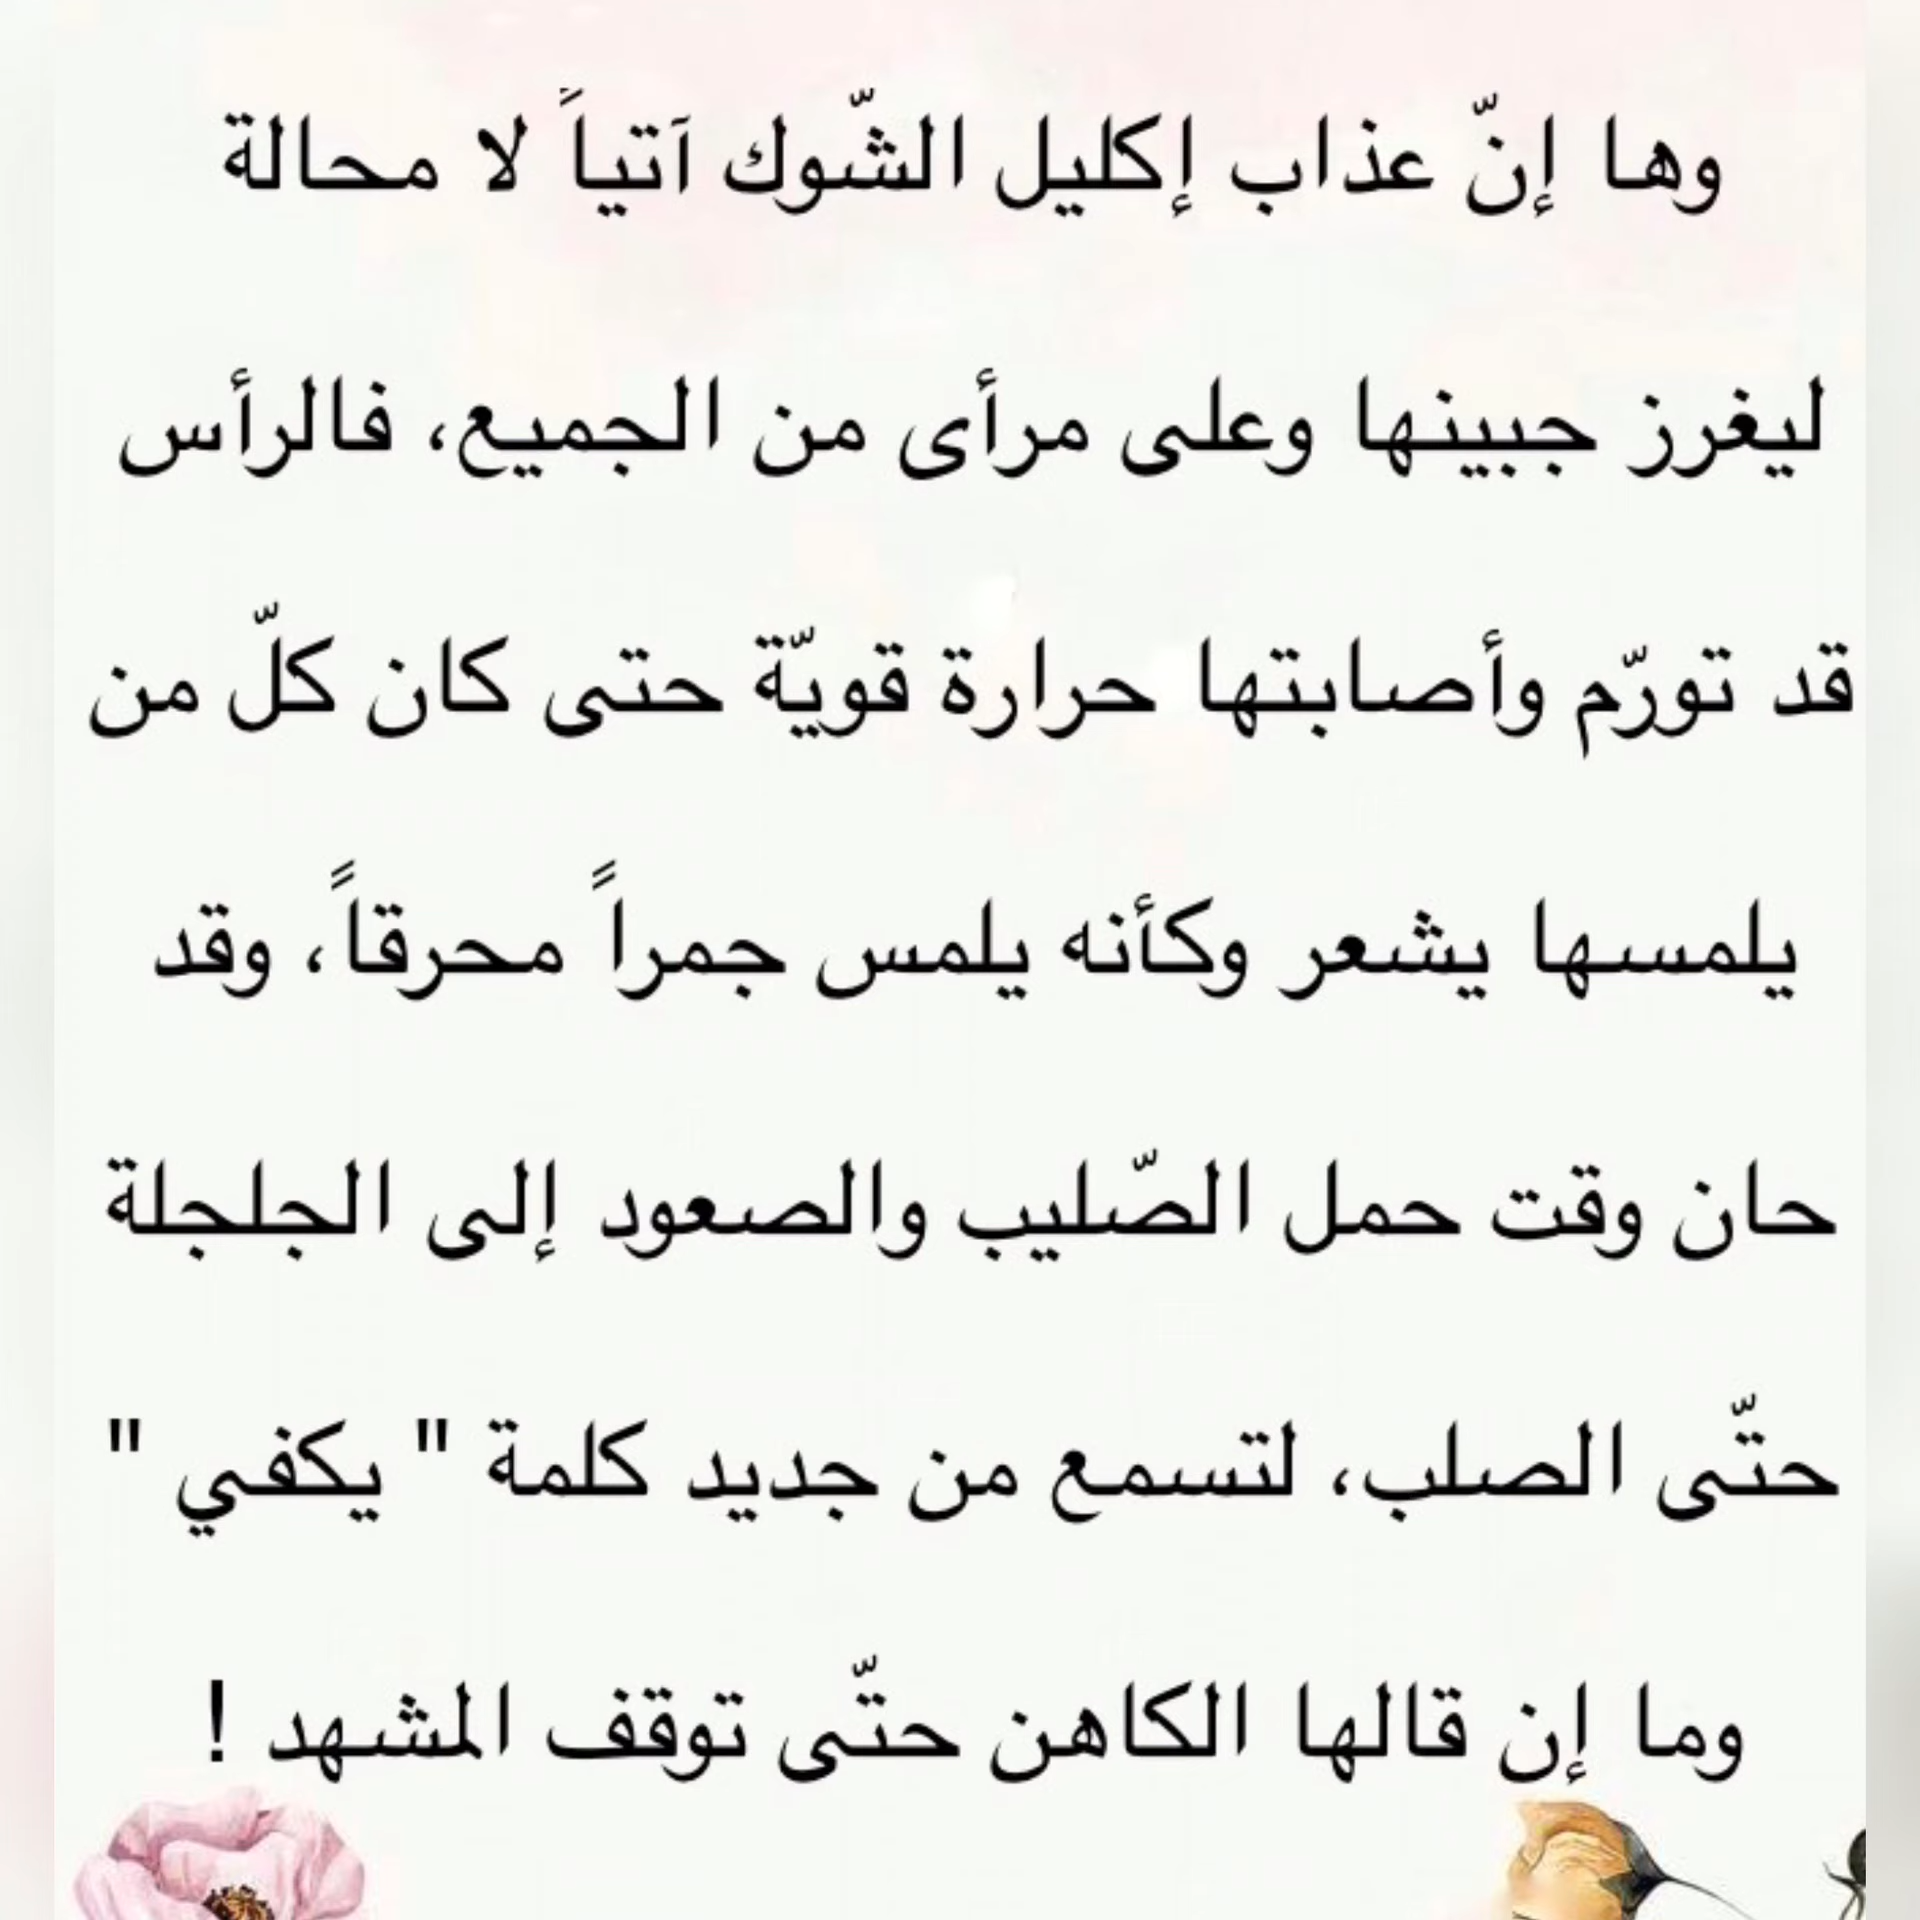 وها إنّ عذاب إكليل الشّوك آتياً لا محالة
ليغرز جبينها وعلى مرأى من الجميع، فالرأس
قد تورّم وأصابتها حرارة قويّة حتى كان كلّ من
يلمسها يشعر وكأنه يلمس جمراً محرقاً، وقد
حان وقت حمل الصّليب والصعود إلى الجلجلة
حتّى الصلب، لتسمع من جديد كلمة " يكفي "
وما إن قالها الكاهن حتّى توقف المشهد !